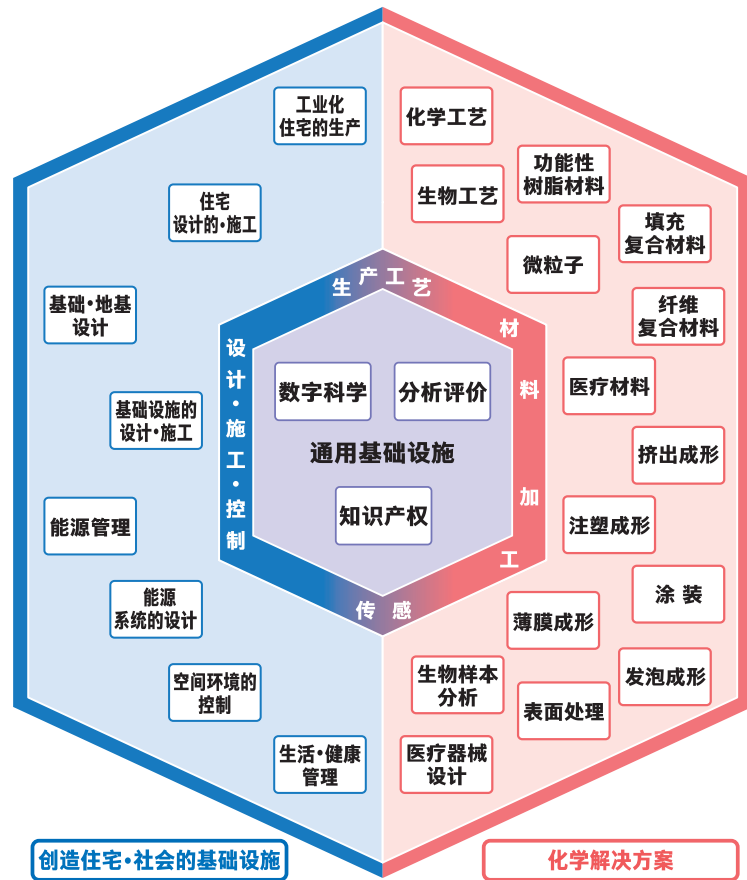 工业化
住宅的生产
住宅
设计的·施工
基础·地基
设计
基础设施的
设计·施工
能源管理
能源
系统的设计
空间环境的
控制
生活·健康
管理
化学工艺
生物工艺
功能性
树脂材料
填充
复合材料
微粒子
纤维
复合材料
医疗材料
挤出成形
注塑成形
涂 装
薄膜成形
发泡成形
生物样本
分析
表面处理
医疗器械
设计
生产工艺
设计·施工·控制
材料加工
传感
数字科学
分析评价
通用基础设施
知识产权
创造住宅·社会的基础设施
化学解决方案